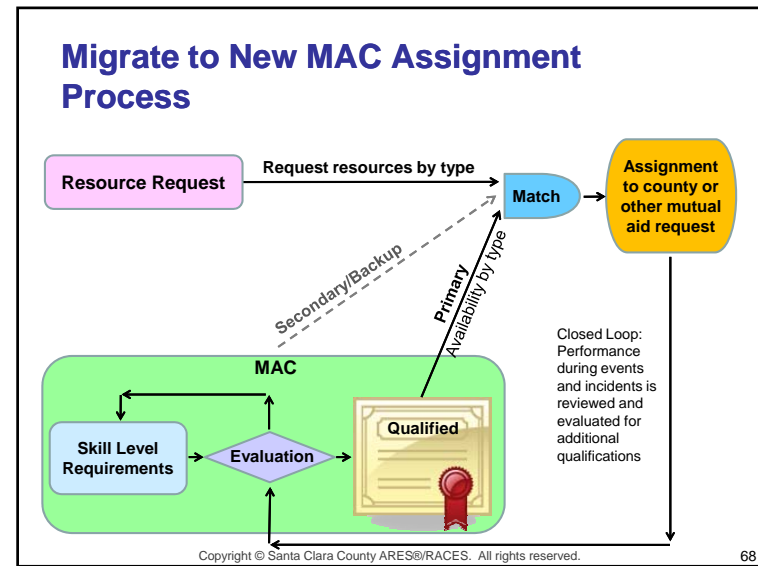 Migrate to New MAC Assignment
Process
Resource Request
Request resources by type
Match
Assignment
to county or
other mutual
aid request
Secondary/Backup
Primary
Availability by type
MAC
Skill Level
Requirements
Evaluation
Qualified
Closed Loop:
Performance
during events
and incidents is
reviewed and
evaluated for
additional
qualifications
Copyright © Santa Clara County ARES®/RACES. All rights reserved.
68